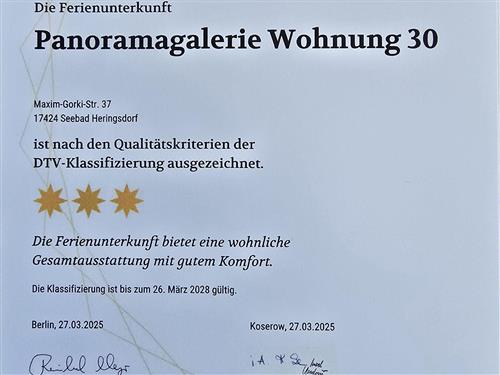 Die Ferienunterkunft
Panoramagalerie Wohnung 30
Maxim-Gorki-Str. 37
17424 Seebad Heringsdorf
ist nach den Qualitätskriterien der
DTV-Klassifizierung ausgezeichnet.
Die Ferienunterkunft bietet eine wohnliche
Gesamtausstattung mit gutem Komfort.
Die Klassifizierung ist bis zum 26. März 2028 gültig.
Berlin, 27.03.2025
Koserow, 27.03.2025